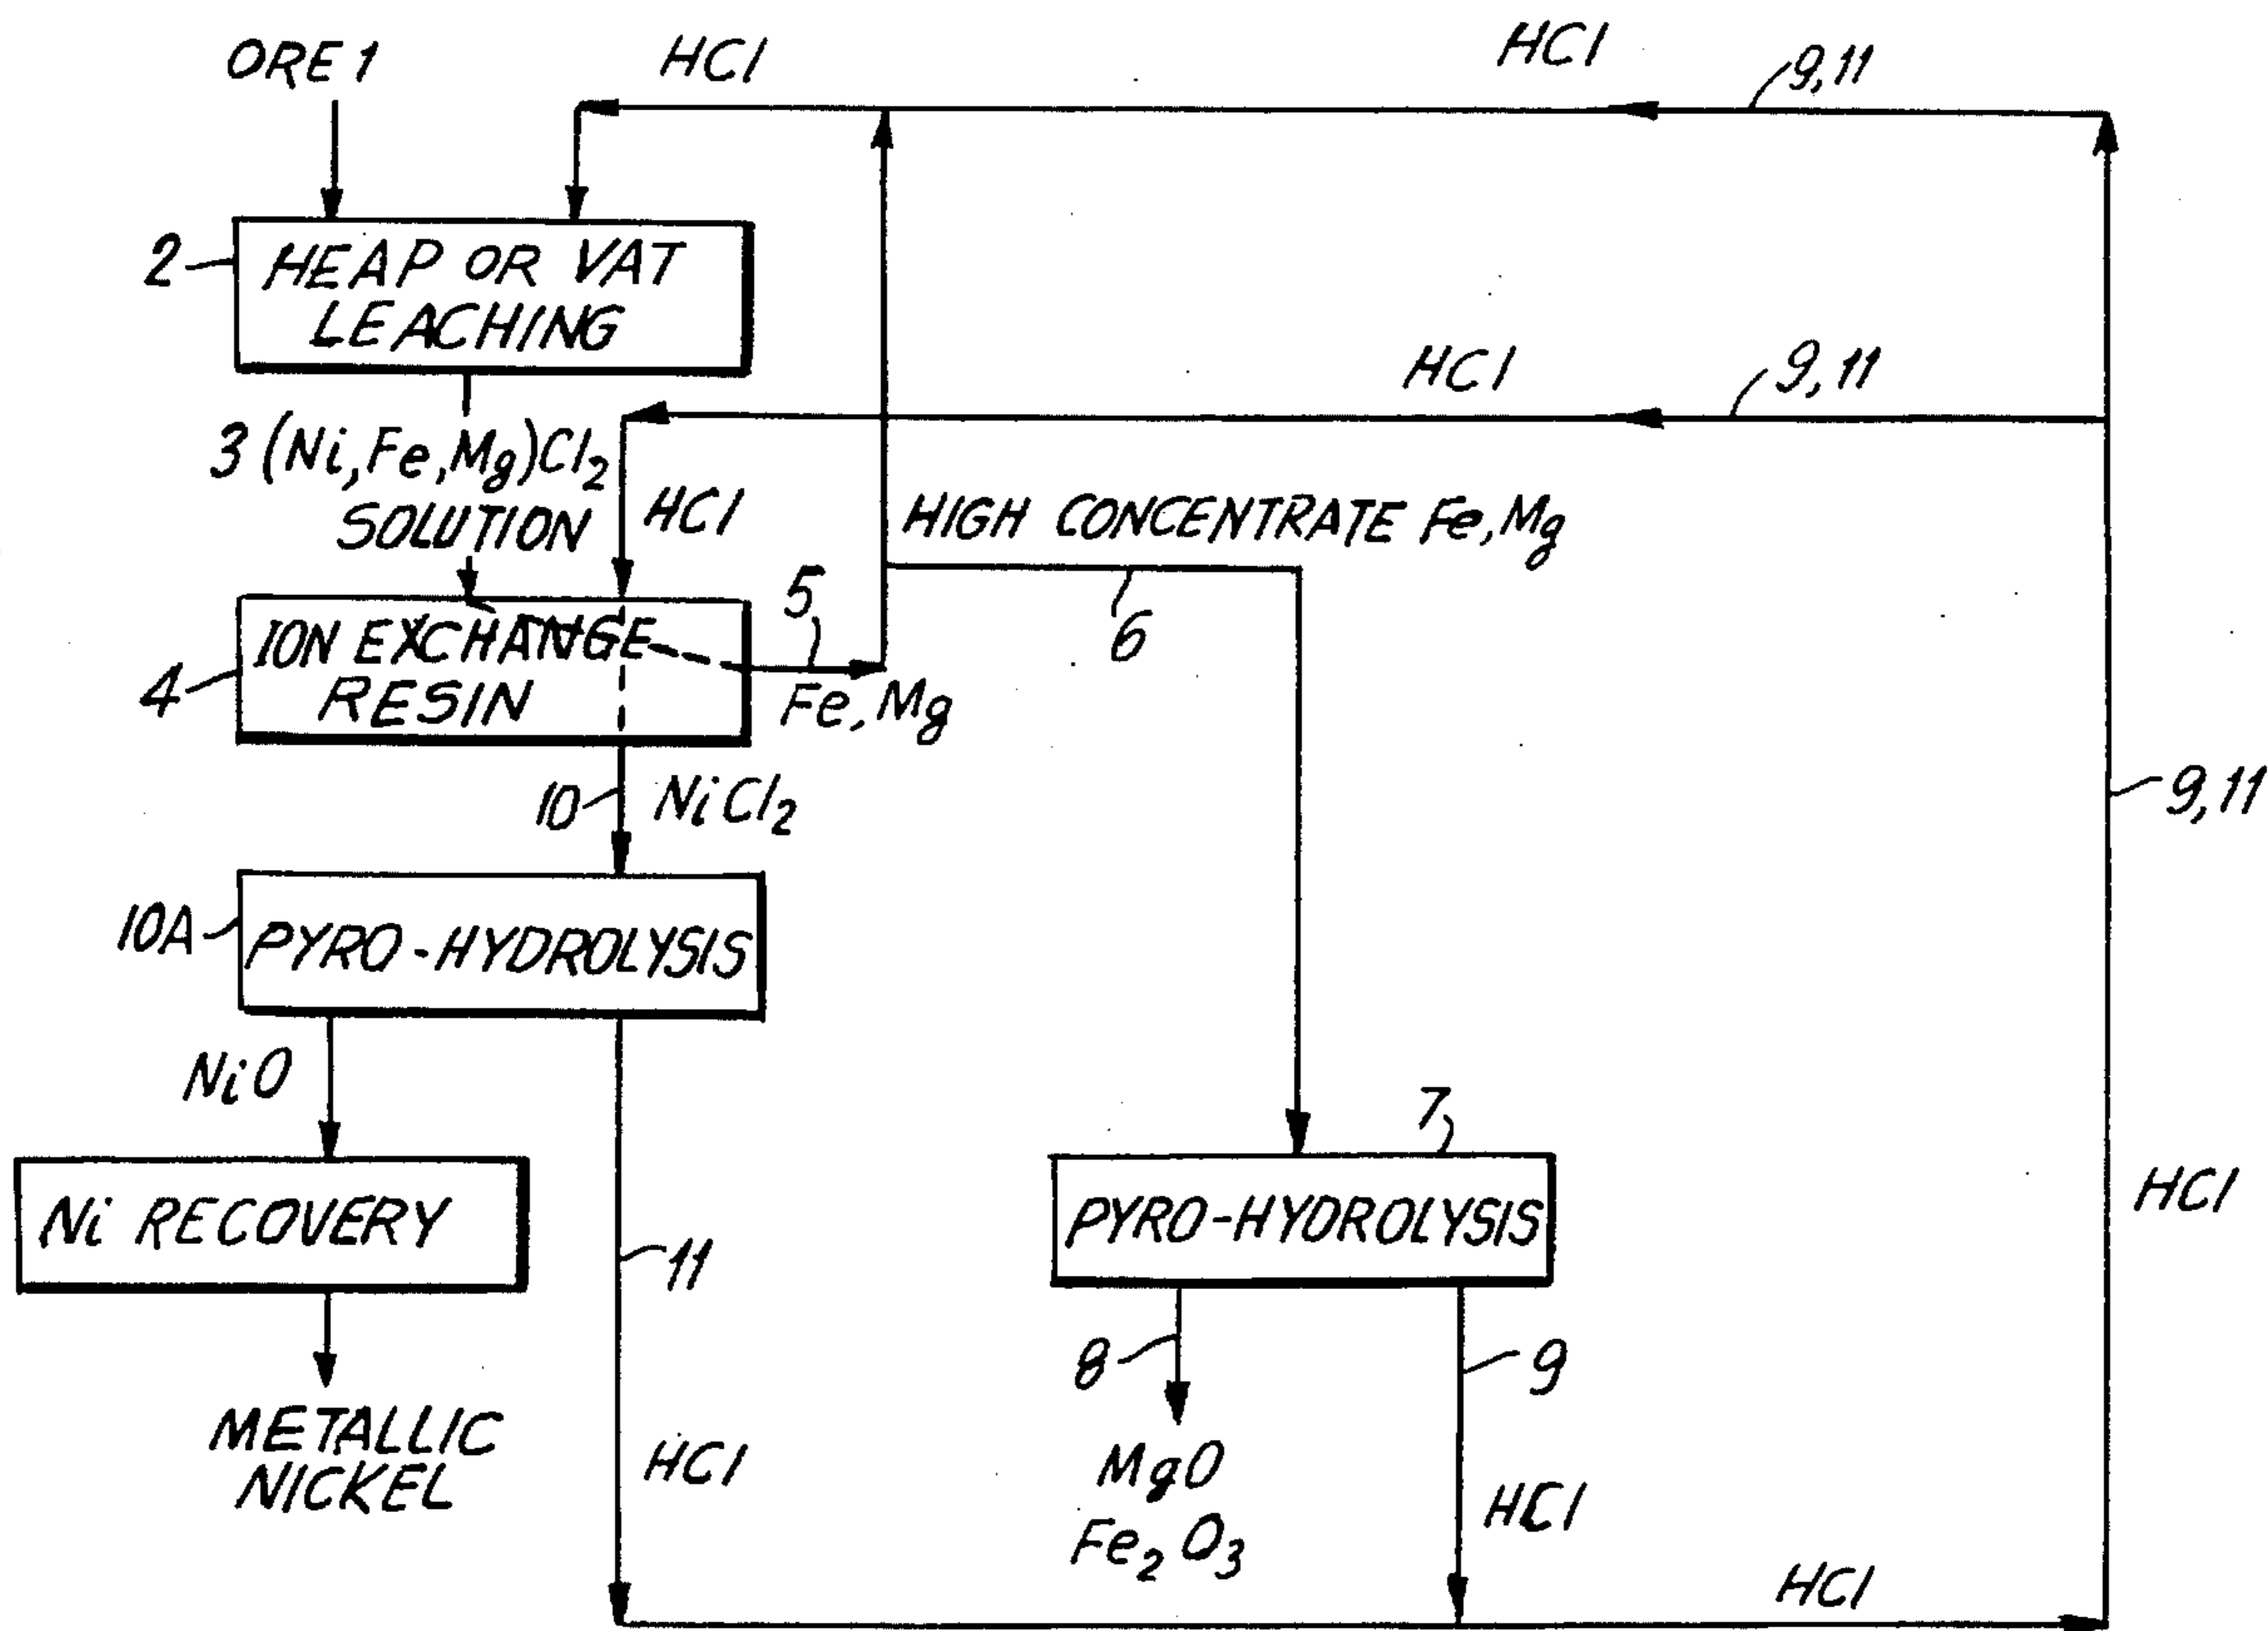 ORE 1
HCl
HCl
9,11
2
HEAP OR VAT
LEACHING
HCl
9,11
3 (Ni,Fe,Mg)Cl₂
SOLUTION
HCl
HIGH CONCENTRATE Fe,Mg
5
6
4
ION EXCHANGE
RESIN
Fe,Mg
10
NiCl₂
9,11
10A
PYRO-HYDROLYSIS
NiO
7
Ni RECOVERY
11
PYRO-HYDROLYSIS
HCl
8
9
METALLIC
NICKEL
HCl
MgO
Fe₂O₃
HCl
HCl